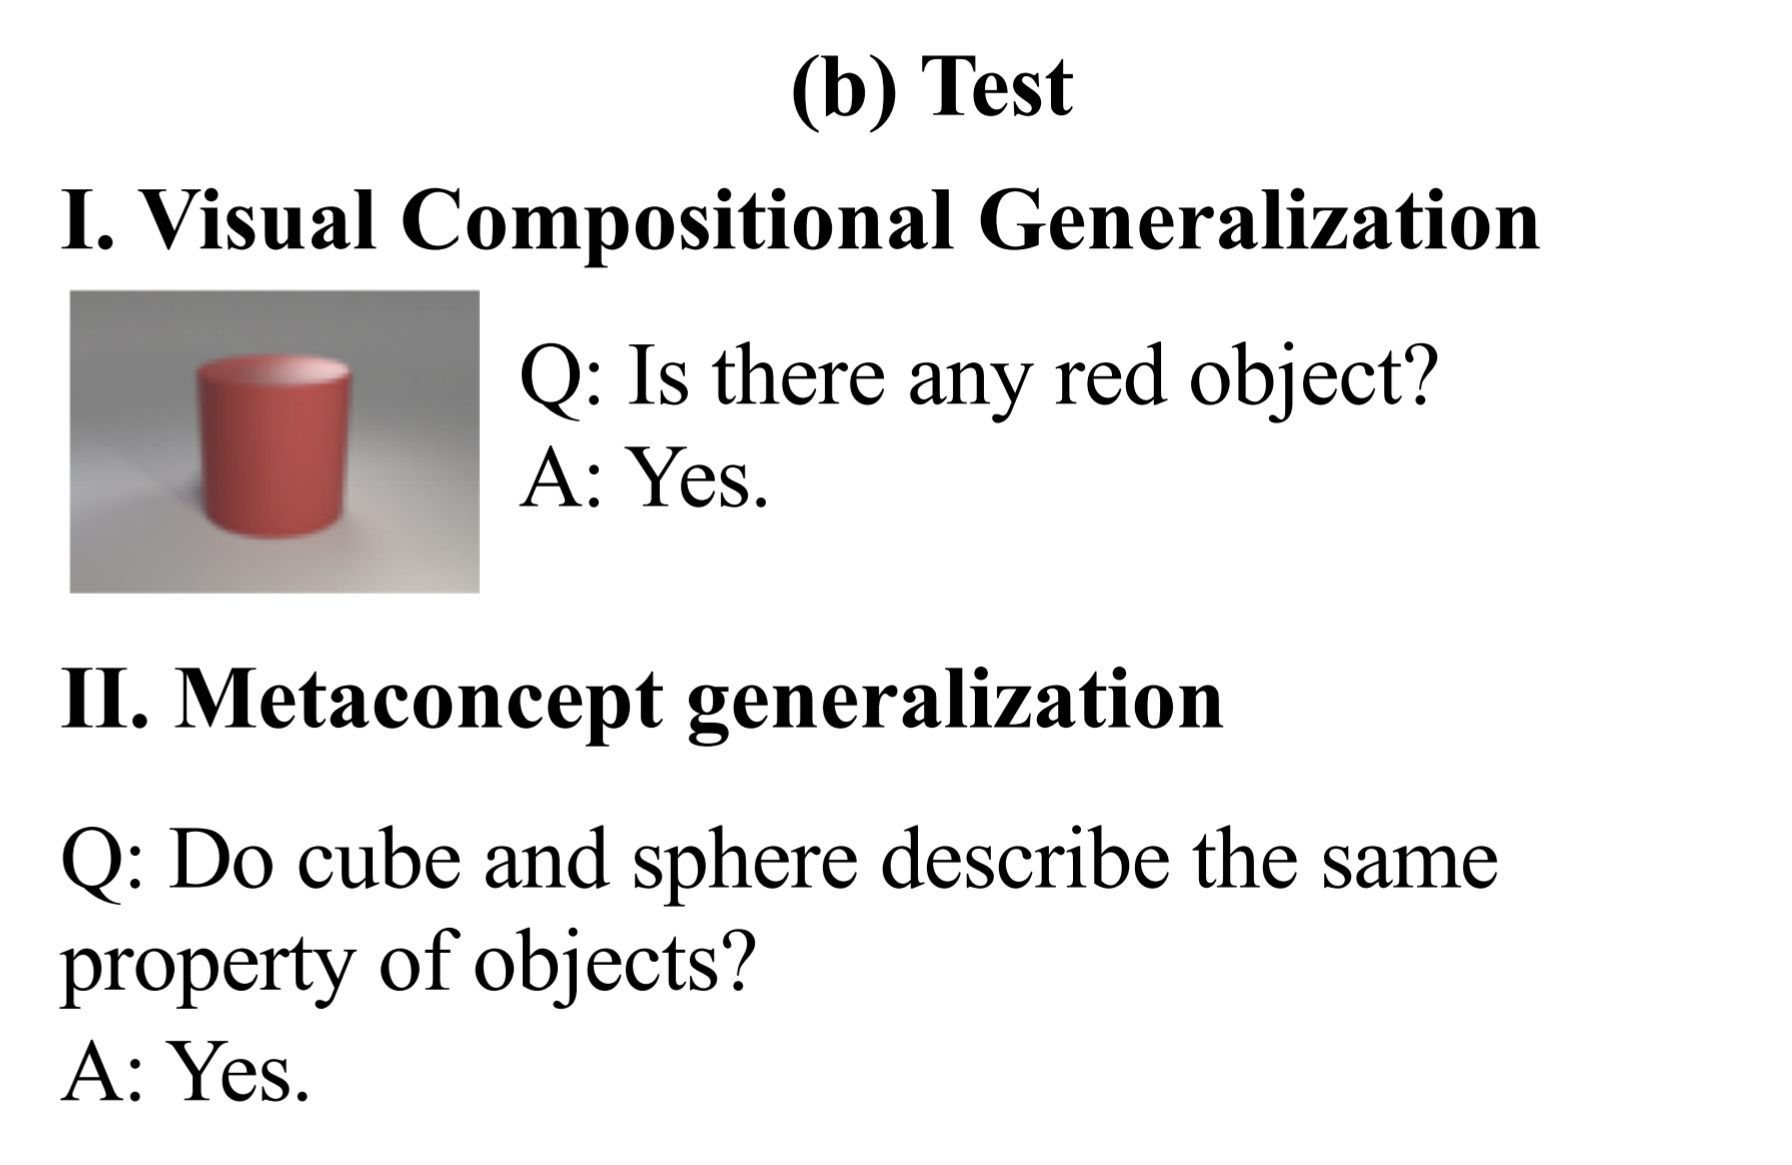 (b) Test
I. Visual Compositional Generalization
Q: Is there any red object?
A: Yes.
II. Metaconcept generalization
Q: Do cube and sphere describe the same
property of objects?
A: Yes.